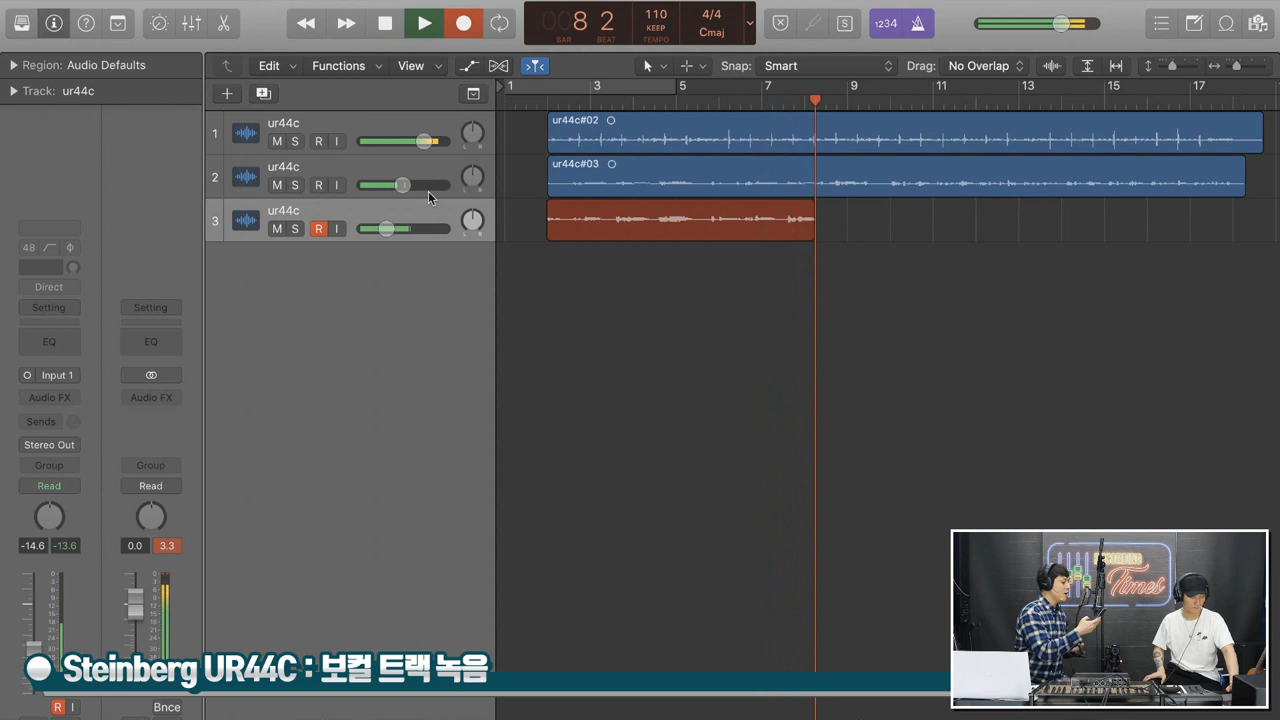 8 2
BAR BEAT
110
KEEP
TEMPO
4/4
Cmaj
S
1234
Region: Audio Defaults
Track: ur44c
Edit
Functions
View
Snap: Smart
Drag: No Overlap
1 3 5 7 9 11 13 15 17
1
ur44c
M S R I
ur44c#02
2
ur44c
M S R I
ur44c#03
3
ur44c
M S R I
48
Direct
Setting
Setting
EQ
EQ
Input 1
Audio FX
Audio FX
Sends
Stereo Out
Group
Group
Read
Read
-14.6 -13.6
0.0 3.3
RECORDING
Times
Steinberg UR44C : 보컬 트랙 녹음
R I
Bnce